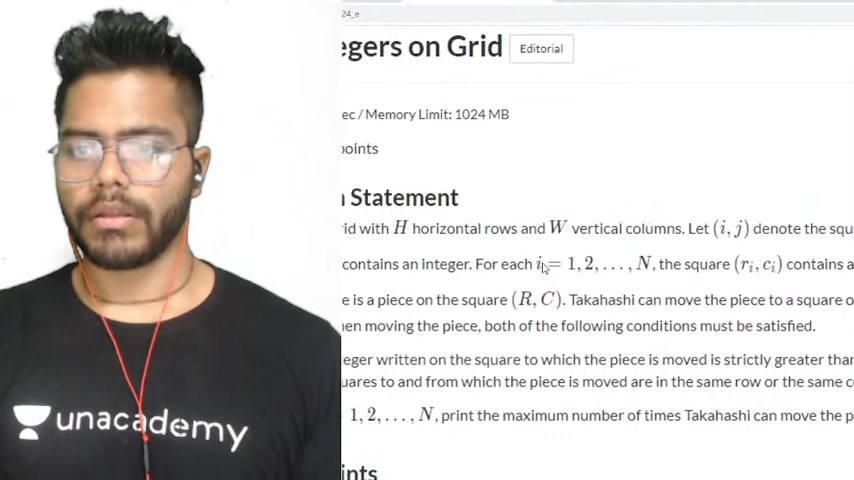 24_e
egers on Grid
Editorial
ec / Memory Limit: 1024 MB
points
Statement
rid with H horizontal rows and W vertical columns. Let (i, j) denote the squ
contains an integer. For each i = 1, 2, . . . , N, the square (ri, ci) contains a
e is a piece on the square (R, C). Takahashi can move the piece to a square o
en moving the piece, both of the following conditions must be satisfied.
eger written on the square to which the piece is moved is strictly greater than
uares to and from which the piece is moved are in the same row or the same c
= 1, 2, . . . , N, print the maximum number of times Takahashi can move the p
ints
unacademy